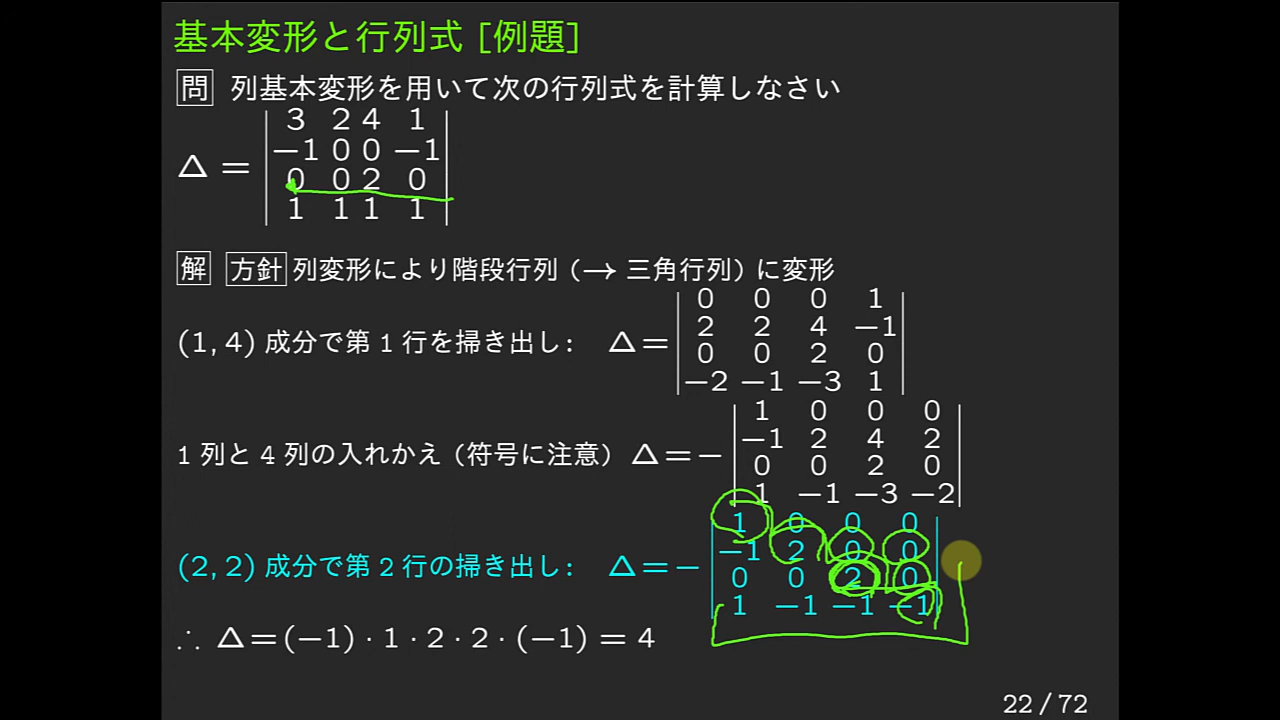 基本変形と行列式 [例題]
問 列基本変形を用いて次の行列式を計算しなさい
3 2 4 1
−1 0 0 −1
Δ =
0 0 2 0
1 1 1 1
解 方針 列変形により階段行列 (→ 三角行列) に変形
0 0 0 1
2 2 4 −1
(1, 4) 成分で第 1 行を掃き出し: Δ =
0 0 2 0
−2 −1 −3 1
1 0 0 0
−1 2 4 2
1 列と 4 列の入れかえ (符号に注意) Δ = −
0 0 2 0
1 −1 −3 −2
1 0 0 0
−1 2 0 0
(2, 2) 成分で第 2 行の掃き出し: Δ = −
0 0 2 0
1 −1 −1 −1
∴ Δ = (−1) · 1 · 2 · 2 · (−1) = 4
22 / 72